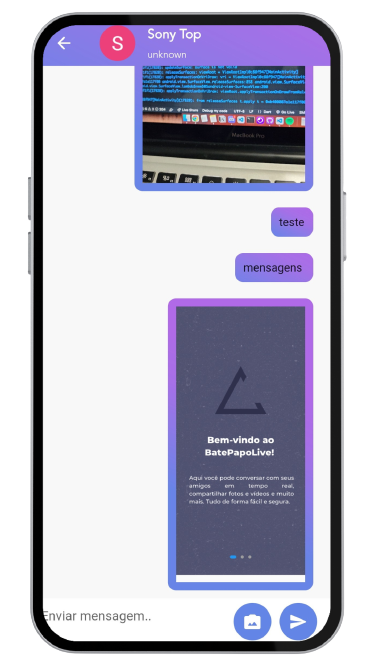 Sony Top
unknown
MacBook Pro
teste
mensagens
Bem-vindo ao
BatePapoLive!
Aqui você pode conversar com seus
amigos em tempo real,
compartilhar fotos e vídeos e muito
mais. Tudo de forma fácil e segura.
Enviar mensagem..
S